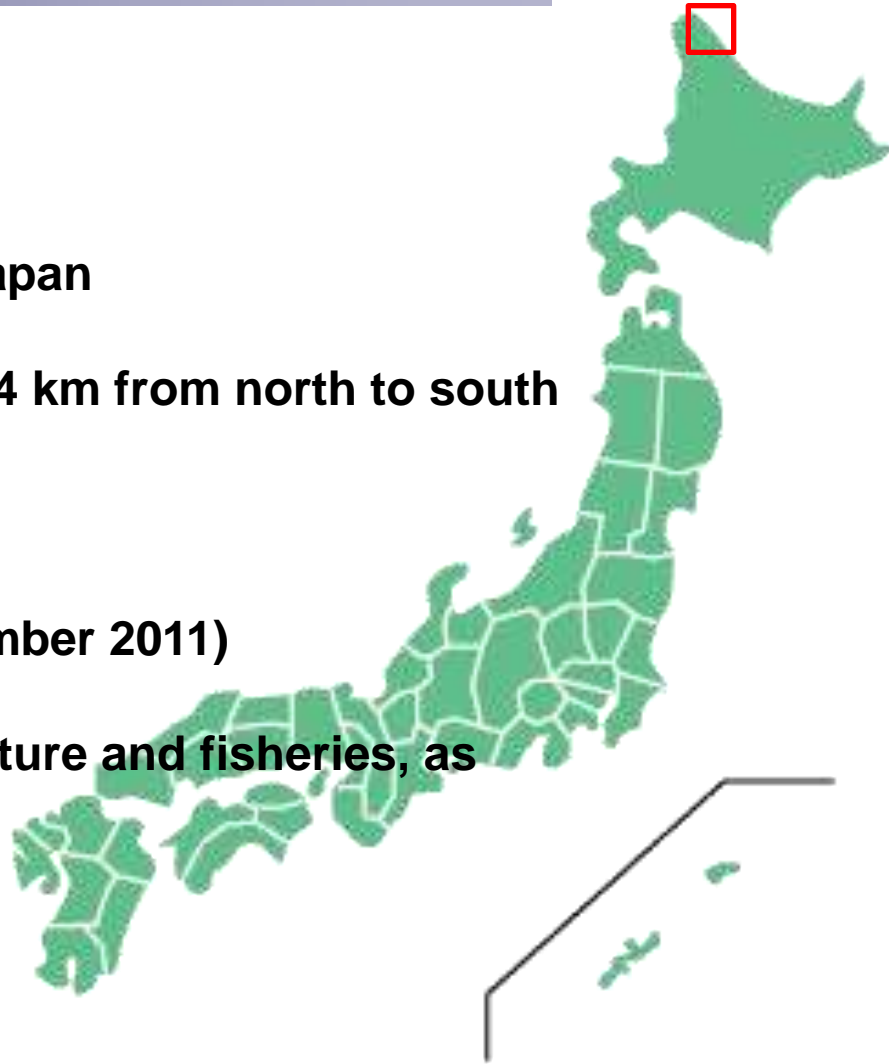 apan
4 km from north to south
mber 2011)
ture and fisheries, as